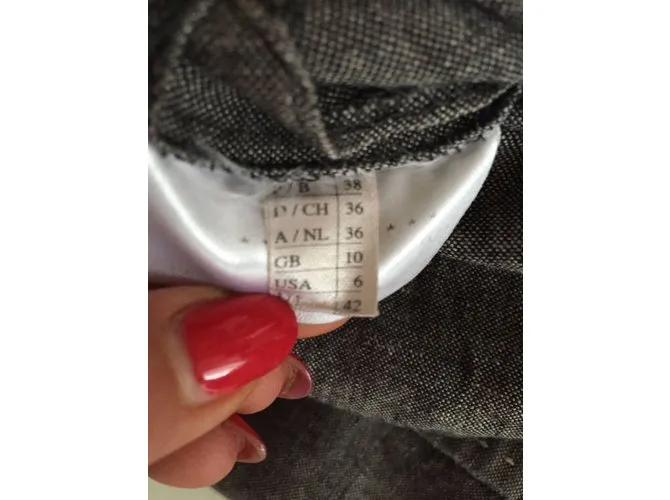 / B 38
D / CH 36
A / NL 36
GB 10
USA 6
42